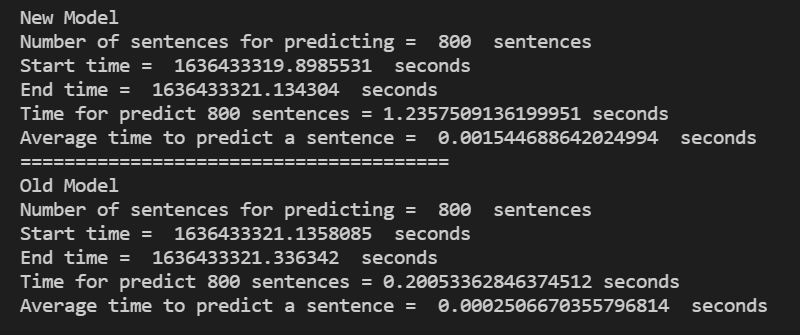 New Model
Number of sentences for predicting =  800  sentences
Start time =  1636433319.8985531  seconds
End time =  1636433321.134304  seconds
Time for predict 800 sentences = 1.2357509136199951 seconds
Average time to predict a sentence =  0.001544688642024994  seconds
=======================================
Old Model
Number of sentences for predicting =  800  sentences
Start time =  1636433321.1358085  seconds
End time =  1636433321.336342  seconds
Time for predict 800 sentences = 0.20053362846374512 seconds
Average time to predict a sentence =  0.0002506670355796814  seconds